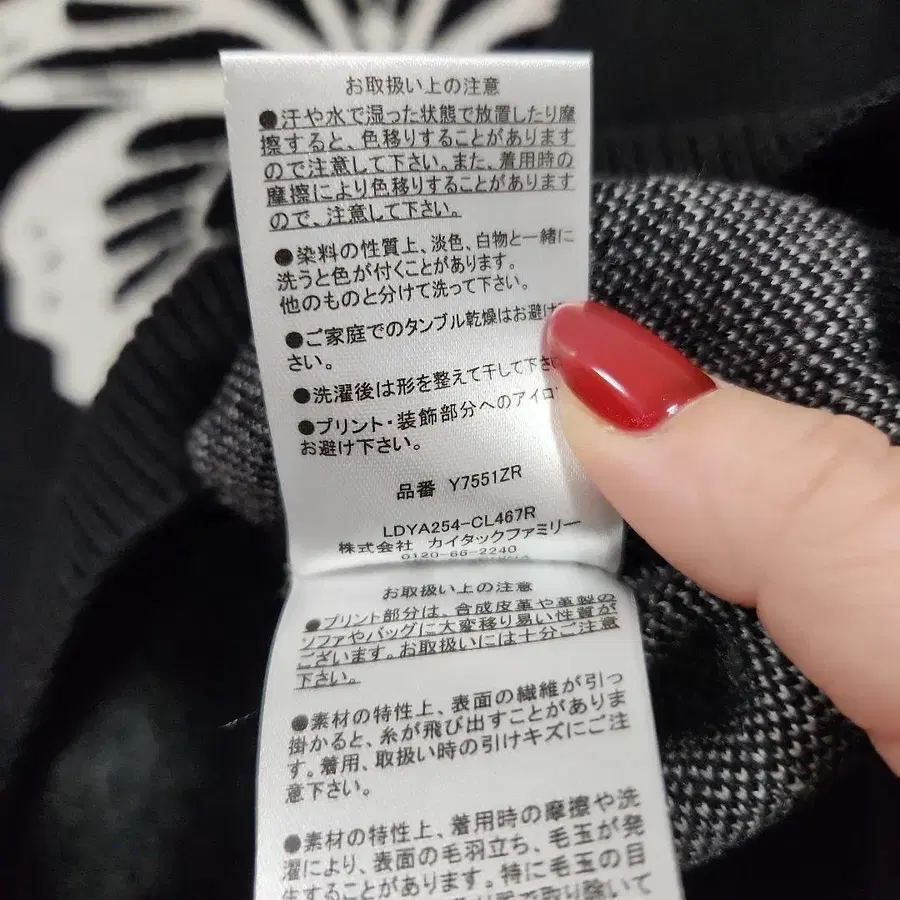 お取扱い上の注意
●汗や水で湿った状態で放置したり摩
擦すると、色移りすることがあります
ので注意して下さい。また、着用時の
摩擦により色移りすることがあります
ので、注意して下さい。
●染料の性質上、淡色、白物と一緒に
洗うと色が付くことがあります。
他のものと分けて洗って下さい。
●ご家庭でのタンブル乾燥はお避け
さい。
●洗濯後は形を整えて干して下さ
●プリント・装飾部分へのアイロ
お避け下さい。
品番 Y7551ZR
LDYA254-CL467R
株式会社 カイタックファミリー
0120-66-2240
お取扱い上の注意
●プリント部分は、合成皮革や革製の
ソファやバッグに大変移り易い性質が
ございます。お取扱いには十分ご注意
下さい。
●素材の特性上、表面の繊維が引っ
掛かると、糸が飛び出すことがありま
す。着用、取扱い時の引けキズにご注
意下さい。
●素材の特性上、着用時の摩擦や洗
濯により、表面の毛羽立ち、毛玉が発
生することがあります。特に毛玉の目
で取り除いて